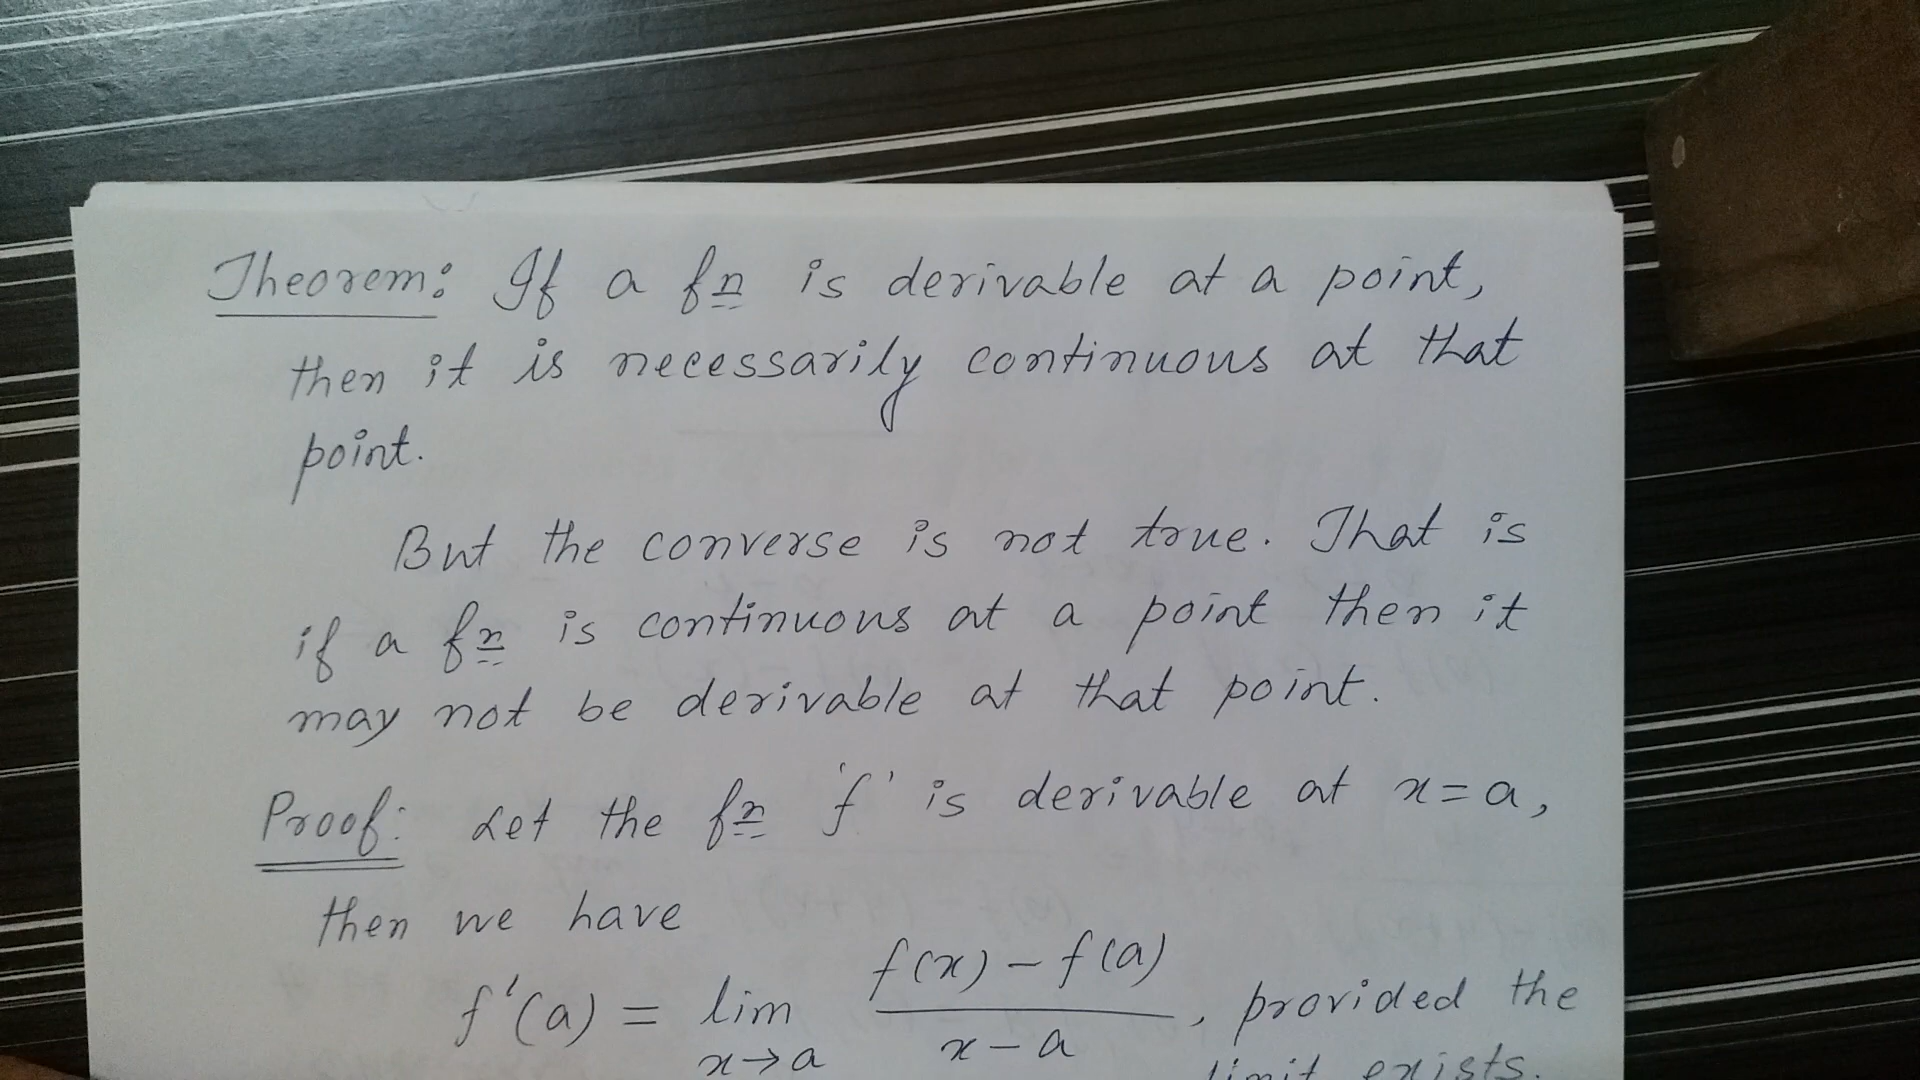 Theorem: If a fn is derivable at a point,
then it is necessarily continuous at that
point.
But the converse is not true. That is
if a fn is continuous at a point then it
may not be derivable at that point.
Proof: Let the fn 'f' is derivable at x=a,
then we have
f'(a) = lim x→a (f(x) - f(a))/(x - a), provided the
limit exists.